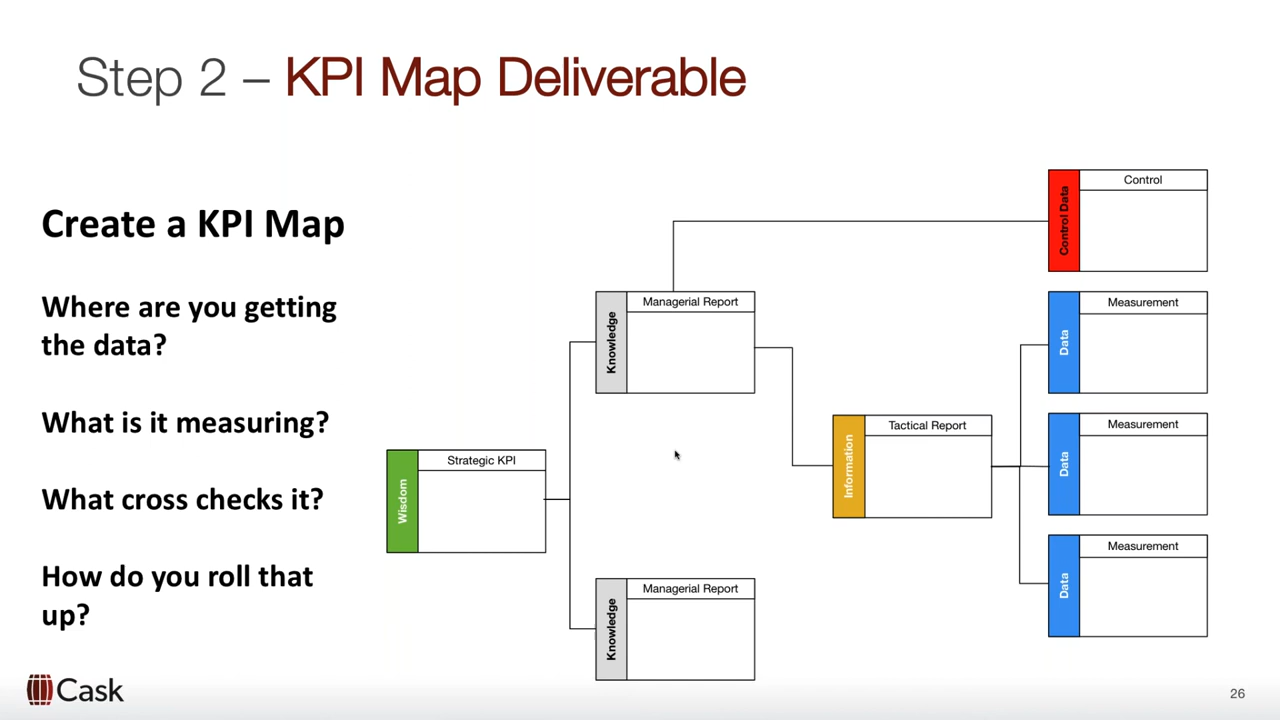 Step 2 – KPI Map Deliverable
Create a KPI Map
Where are you getting
the data?
What is it measuring?
What cross checks it?
How do you roll that
up?
Wisdom
Strategic KPI
Knowledge
Managerial Report
Knowledge
Managerial Report
Information
Tactical Report
Control Data
Control
Data
Measurement
Data
Measurement
Data
Measurement
Cask
26